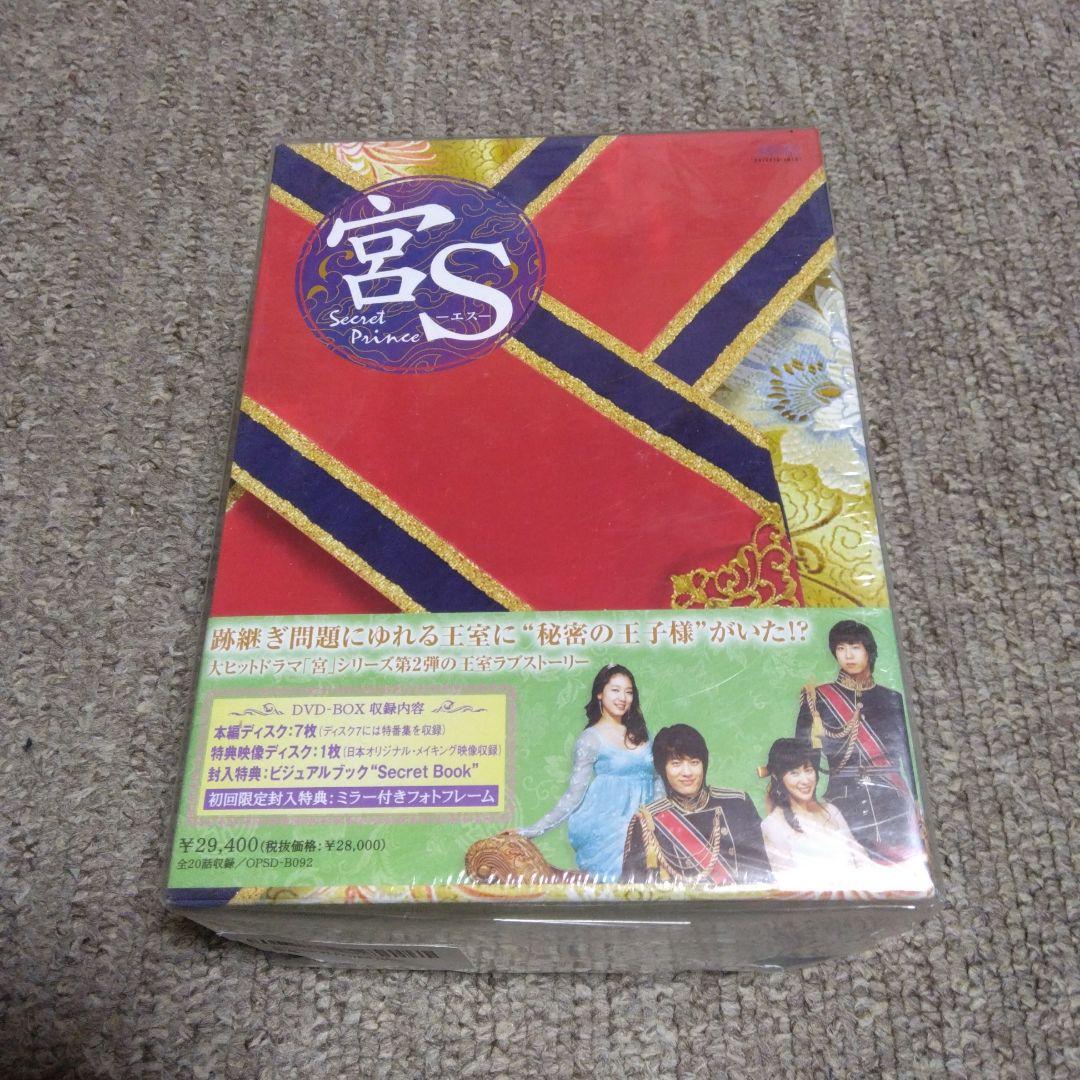 宮S
Secret
Prince
―エス―
跡継ぎ問題にゆれる王室に“秘密の王子様”がいた!?
大ヒットドラマ「宮」シリーズ第2弾の王室ラブストーリー
DVD-BOX 収録内容
本編ディスク:7枚(ディスク7には特番集を収録)
特典映像ディスク:1枚(日本オリジナル・メイキング映像収録)
封入特典:ビジュアルブック“Secret Book”
初回限定封入特典:ミラー付きフォトフレーム
¥29,400(税抜価格:¥28,000)
全20話収録/OPSD-B092